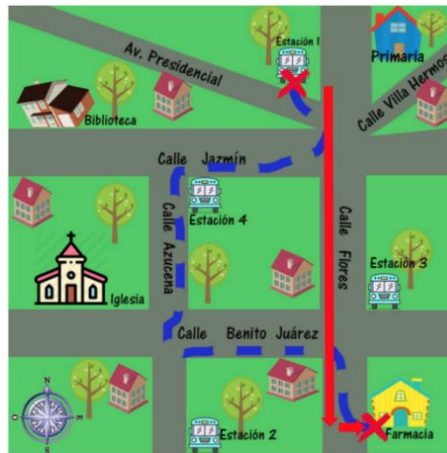 Estación 1
Av. Presidencial
Primaria
Calle Villa Hermos
Biblioteca
Calle Jazmín
Estación 4
Calle Azucena
Calle Flores
Estación 3
Iglesia
Calle Benito Juárez
N
O
E
S
Estación 2
Farmacia